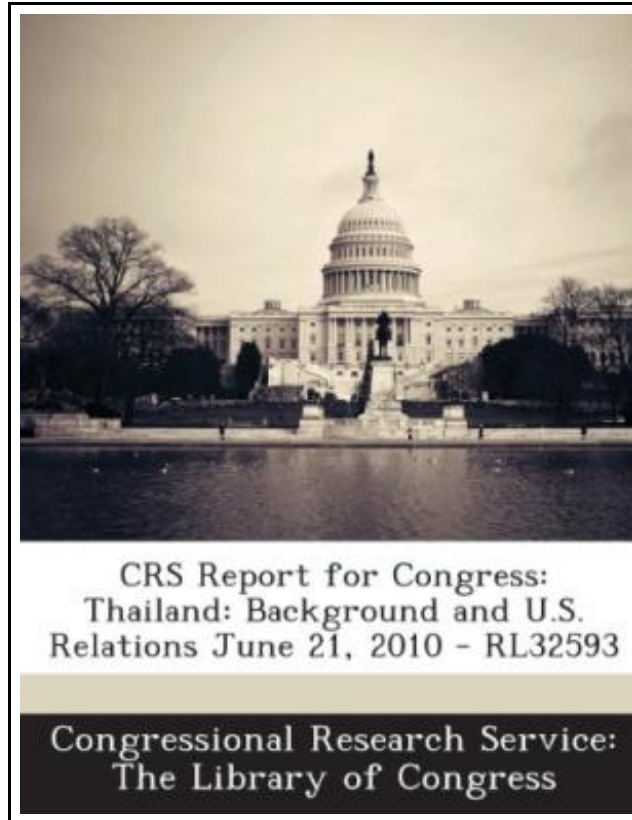 CRS Report for Congress:
Thailand: Background and U.S.
Relations June 21, 2010 - RL32593
Congressional Research Service:
The Library of Congress